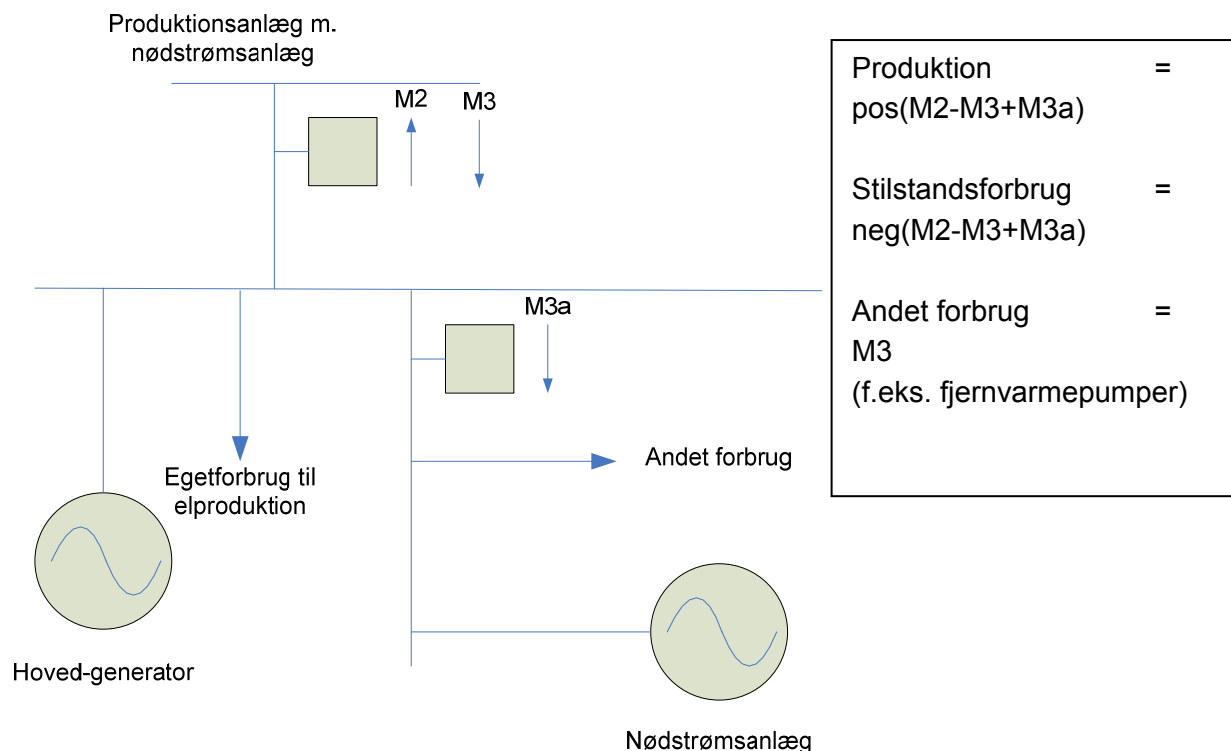 Produktionsanlæg m.
nødstrømsanlæg
M2
M3
M3a
Egetforbrug til
elproduktion
Andet forbrug
Hoved-generator
Nødstrømsanlæg
Produktion =
pos(M2-M3+M3a)
Stilstandsforbrug =
neg(M2-M3+M3a)
Andet forbrug =
M3
(f.eks. fjernvarmepumper)